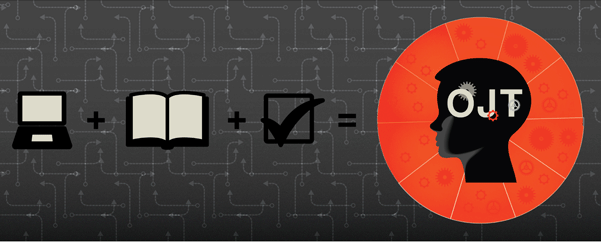 + + = OJT